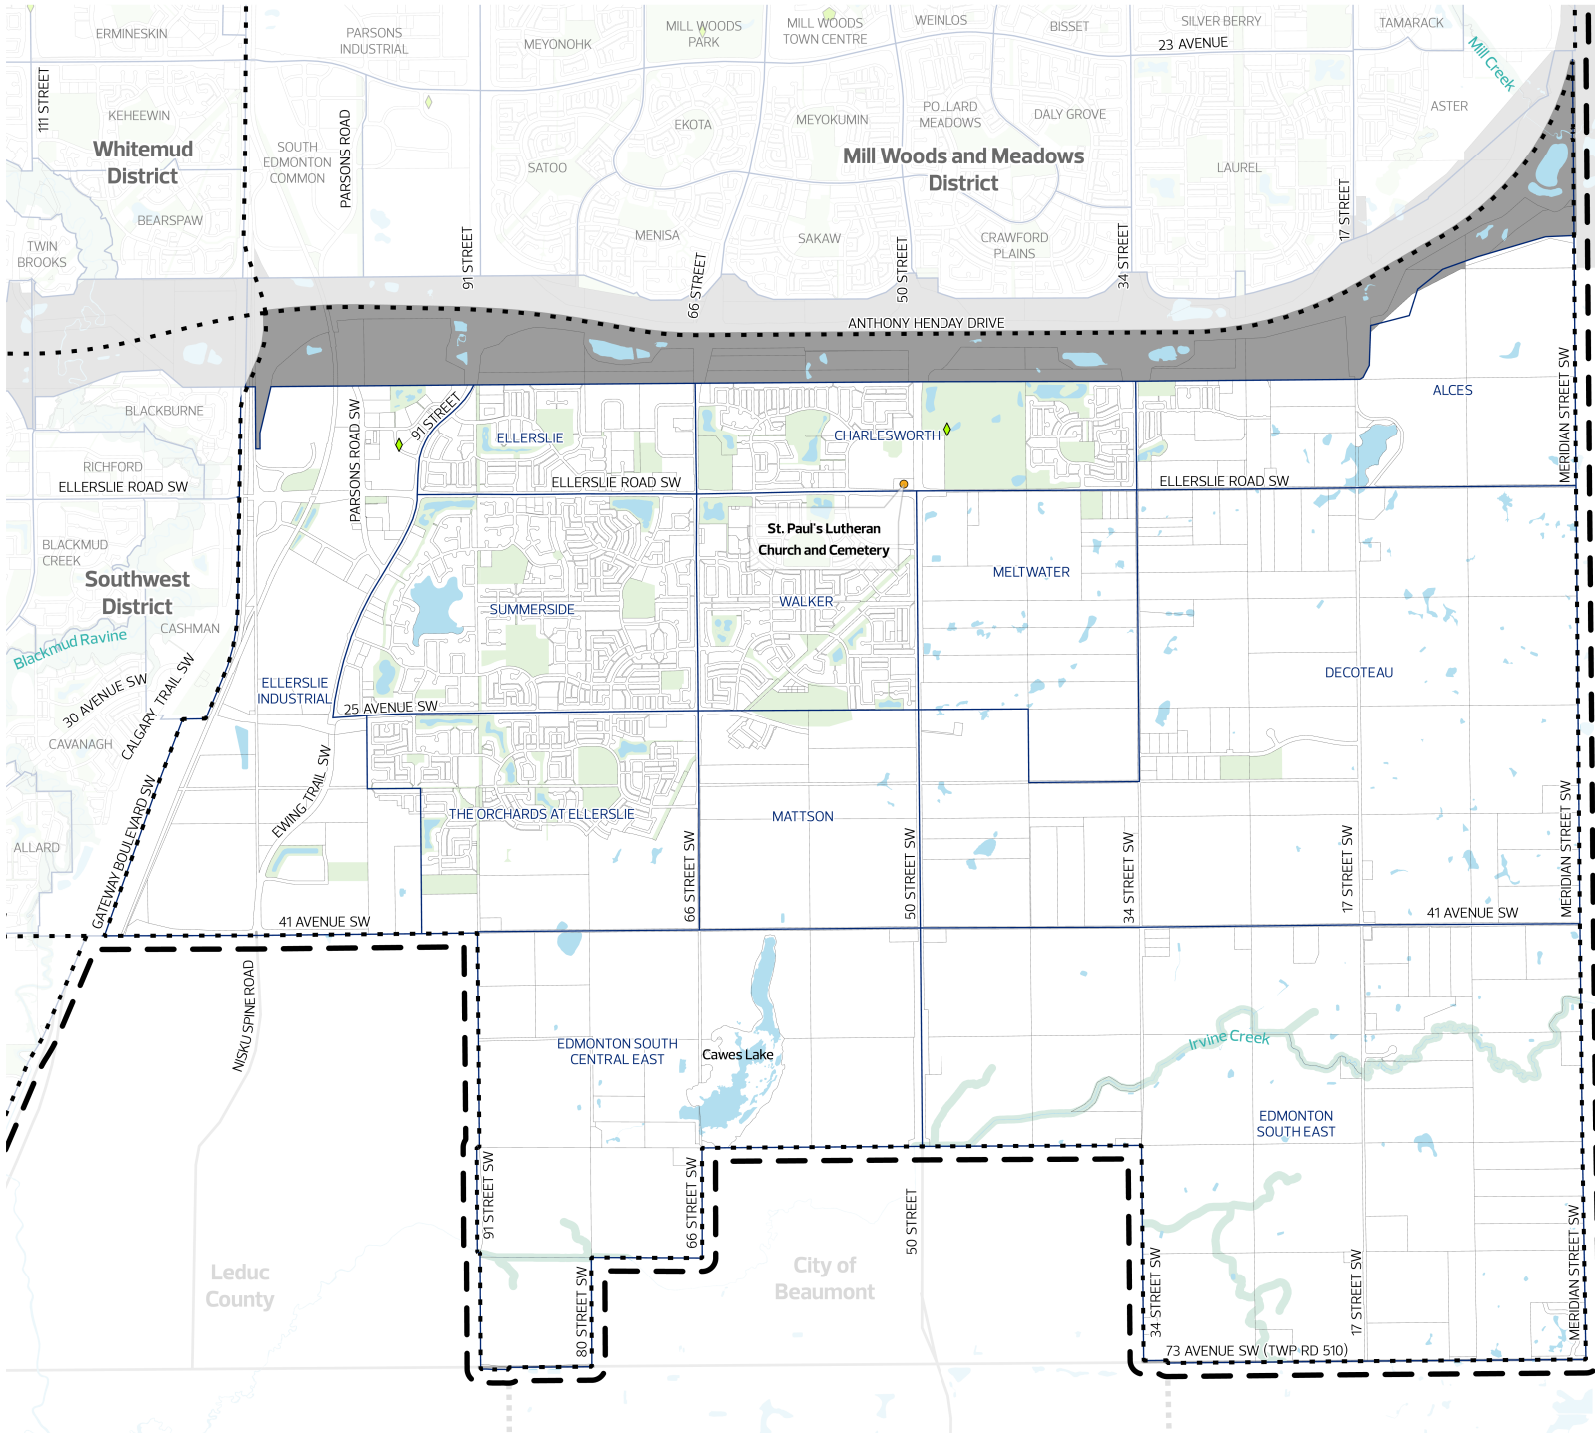 ERMINESKIN
PARSONS
INDUSTRIAL
MEYONOHK
MILL WOODS
PARK
MILL WOODS
TOWN CENTRE
WEINLOS
BISSET
SILVER BERRY
TAMARACK
23 AVENUE
Mill Creek
111 STREET
KEHEEWIN
PARSONS ROAD
EKOTA
MEYOKUMIN
POLLARD
MEADOWS
DALY GROVE
ASTER
Whitemud
District
SOUTH
EDMONTON
COMMON
SATOO
Mill Woods and Meadows
District
LAUREL
BEARSPAW
TWIN
BROOKS
MENISA
SAKAW
CRAWFORD
PLAINS
91 STREET
66 STREET
50 STREET
34 STREET
17 STREET
ANTHONY HENDAY DRIVE
BLACKBURNE
PARSONS ROAD SW
91 STREET
ELLERSLIE
CHARLESWORTH
ALCES
MERIDIAN STREET SW
RICHFORD
ELLERSLIE ROAD SW
ELLERSLIE ROAD SW
ELLERSLIE ROAD SW
St. Paul's Lutheran
Church and Cemetery
BLACKMUD
CREEK
Southwest
District
CASHMAN
Blackmud Ravine
MELTWATER
SUMMERSIDE
WALKER
DECOTEAU
30 AVENUE SW
CALGARY TRAIL SW
CAVANAGH
ELLERSLIE
INDUSTRIAL
25 AVENUE SW
GATEWAY BOULEVARD SW
EWING TRAIL SW
THE ORCHARDS AT ELLERSLIE
MATTSON
ALLARD
66 STREET SW
50 STREET SW
34 STREET SW
17 STREET SW
MERIDIAN STREET SW
41 AVENUE SW
41 AVENUE SW
NISKU SPINE ROAD
EDMONTON SOUTH
CENTRAL EAST
Cawes Lake
Irvine Creek
EDMONTON
SOUTH EAST
91 STREET SW
66 STREET SW
50 STREET
Leduc
County
City of
Beaumont
80 STREET SW
34 STREET SW
17 STREET SW
MERIDIAN STREET SW
73 AVENUE SW (TWP RD 510)